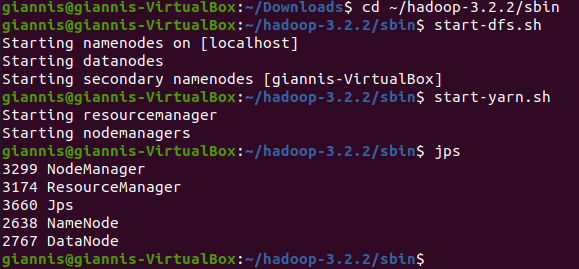 giannis@giannis-VirtualBox:~/Downloads$ cd ~/hadoop-3.2.2/sbin
giannis@giannis-VirtualBox:~/hadoop-3.2.2/sbin$ start-dfs.sh
Starting namenodes on [localhost]
Starting datanodes
Starting secondary namenodes [giannis-VirtualBox]
giannis@giannis-VirtualBox:~/hadoop-3.2.2/sbin$ start-yarn.sh
Starting resourcemanager
Starting nodemanagers
giannis@giannis-VirtualBox:~/hadoop-3.2.2/sbin$ jps
3299 NodeManager
3174 ResourceManager
3660 Jps
2638 NameNode
2767 DataNode
giannis@giannis-VirtualBox:~/hadoop-3.2.2/sbin$